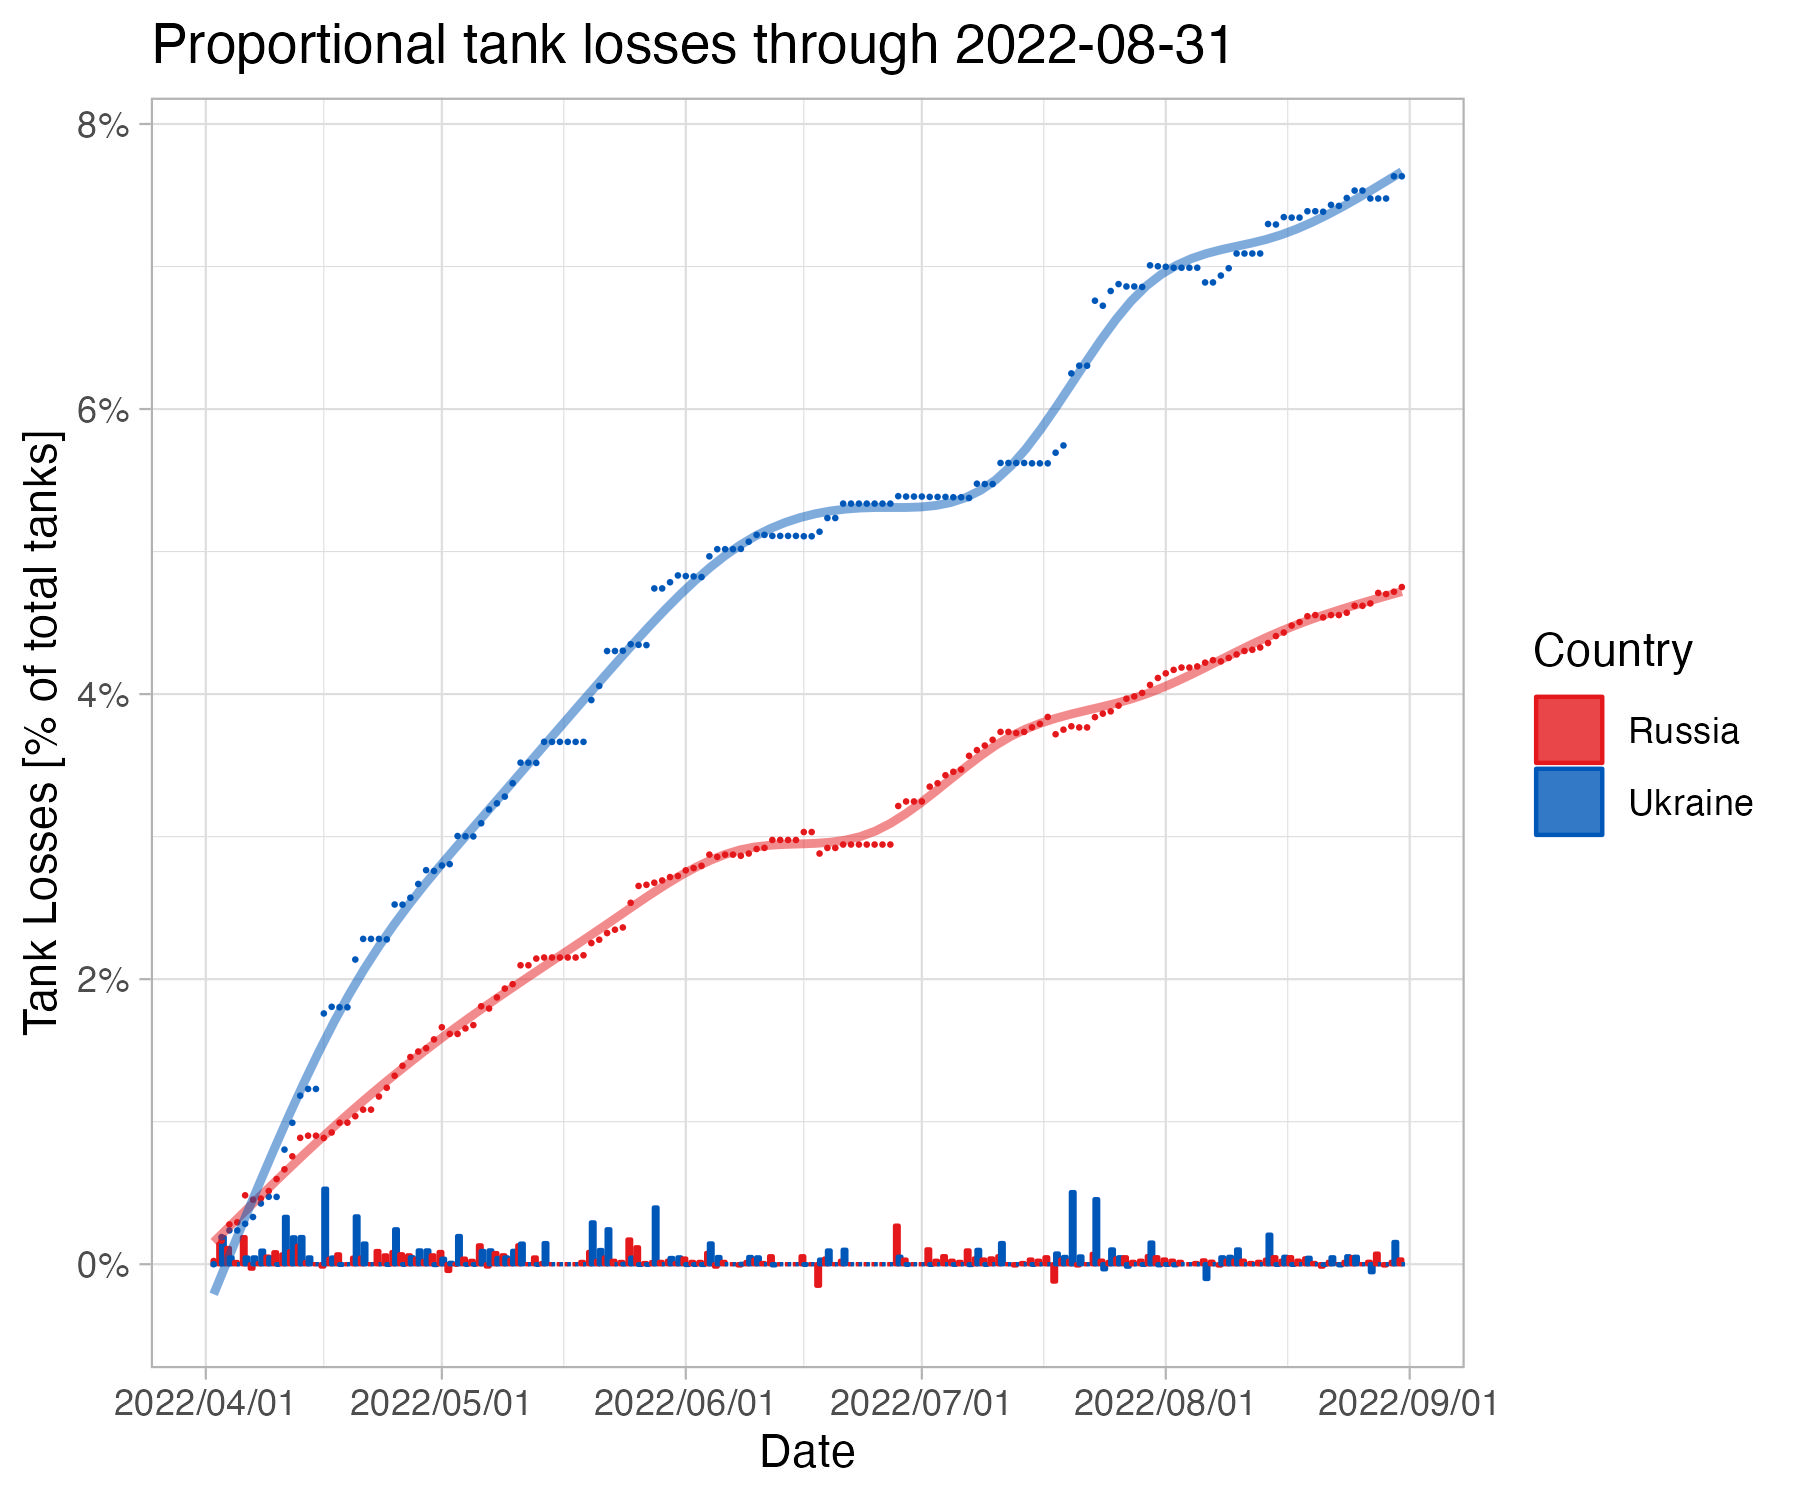 Proportional tank losses through 2022-08-31
Tank Losses [% of total tanks]
8%
6%
4%
2%
0%
2022/04/01
2022/05/01
2022/06/01
2022/07/01
2022/08/01
2022/09/01
Date
Country
Russia
Ukraine